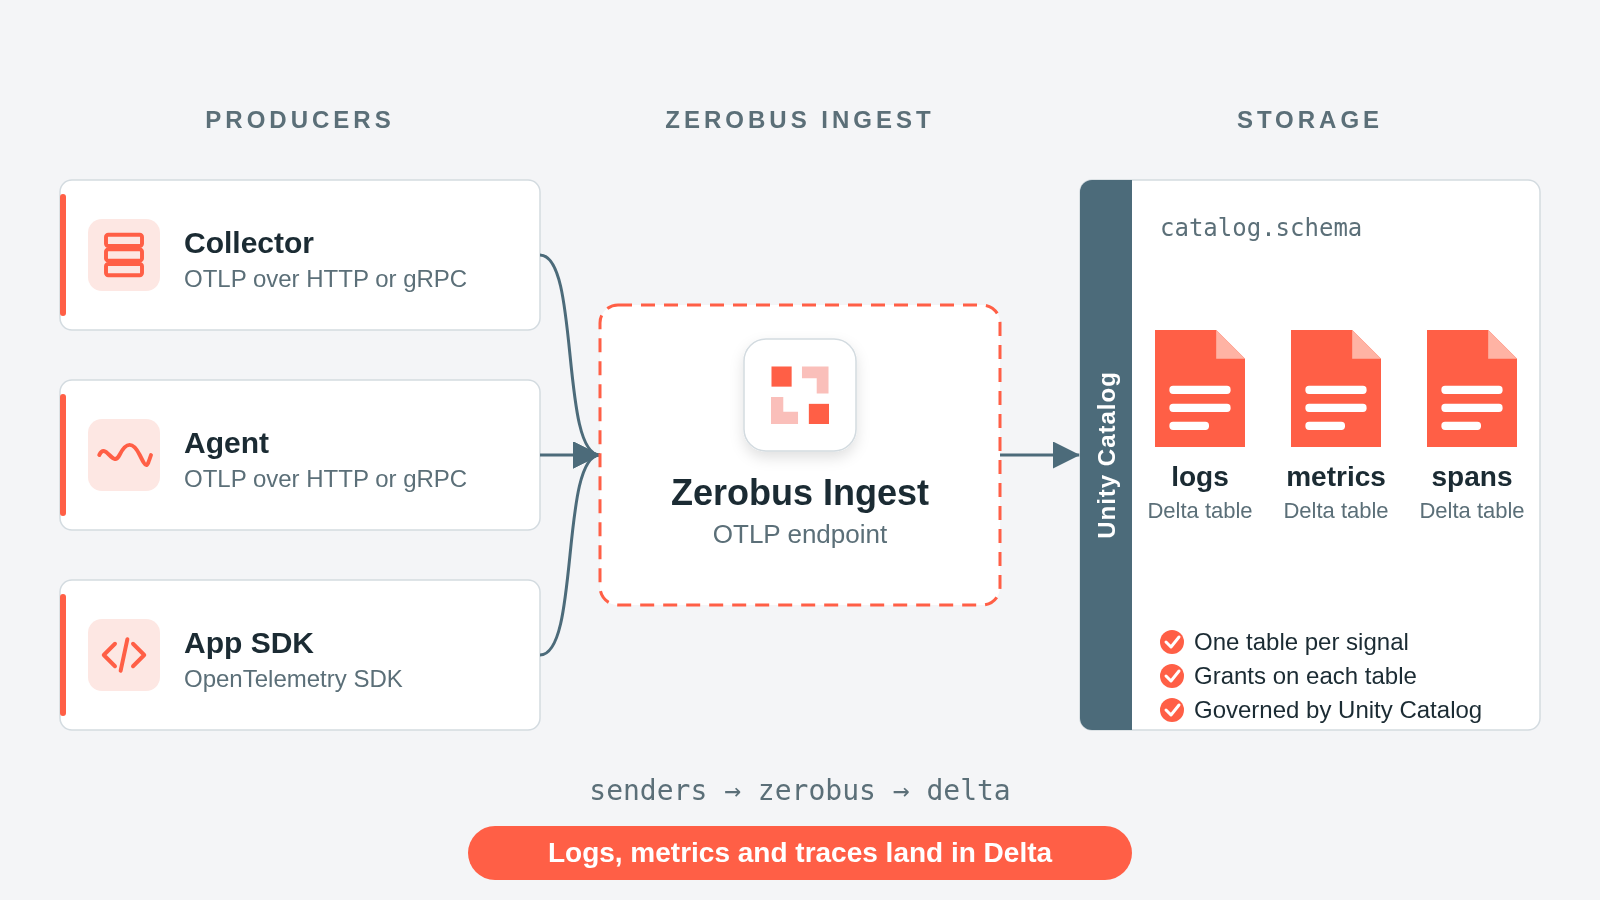 PRODUCERS
ZEROBUS INGEST
STORAGE
Collector
OTLP over HTTP or gRPC
Agent
OTLP over HTTP or gRPC
App SDK
OpenTelemetry SDK
Zerobus Ingest
OTLP endpoint
Unity Catalog
catalog.schema
logs
Delta table
metrics
Delta table
spans
Delta table
One table per signal
Grants on each table
Governed by Unity Catalog
senders → zerobus → delta
Logs, metrics and traces land in Delta